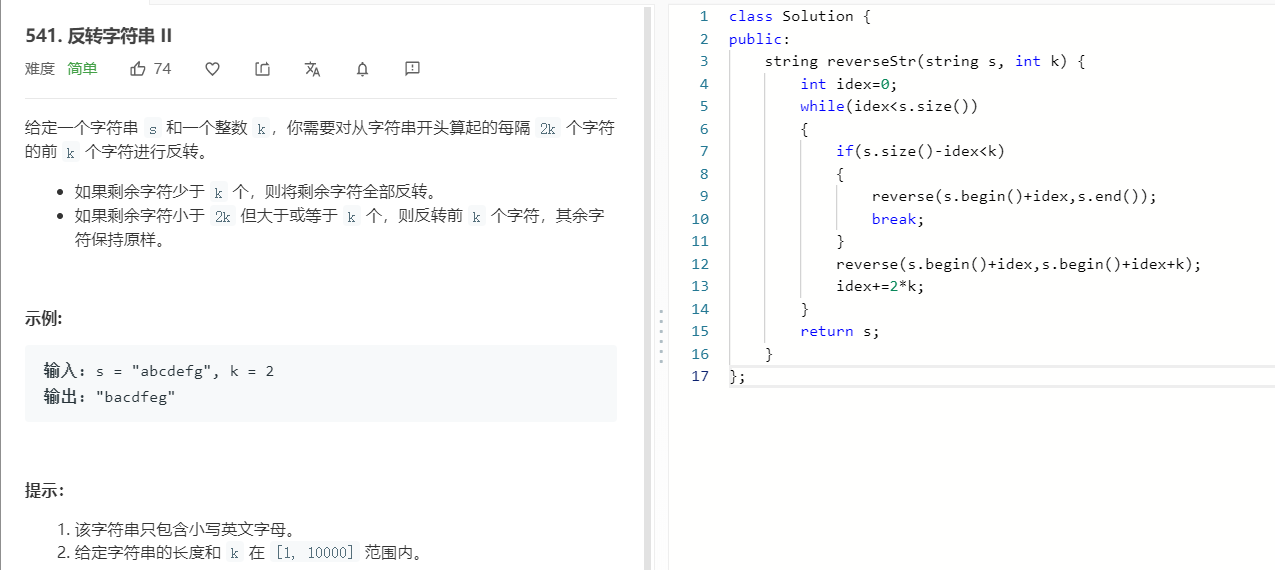 541. 反转字符串 II
难度 简单 74
给定一个字符串 s 和一个整数 k，你需要对从字符串开头算起的每隔 2k 个字符
的前 k 个字符进行反转。
• 如果剩余字符少于 k 个，则将剩余字符全部反转。
• 如果剩余字符小于 2k 但大于或等于 k 个，则反转前 k 个字符，其余字
符保持原样。
示例:
输入: s = "abcdefg", k = 2
输出: "bacdfeg"
提示：
1. 该字符串只包含小写英文字母。
2. 给定字符串的长度和 k 在 [1, 10000] 范围内。
1 class Solution {
2 public:
3     string reverseStr(string s, int k) {
4         int idex=0;
5         while(idex<s.size())
6         {
7             if(s.size()-idex<k)
8             {
9                 reverse(s.begin()+idex,s.end());
10                 break;
11             }
12             reverse(s.begin()+idex,s.begin()+idex+k);
13             idex+=2*k;
14         }
15         return s;
16     }
17 };